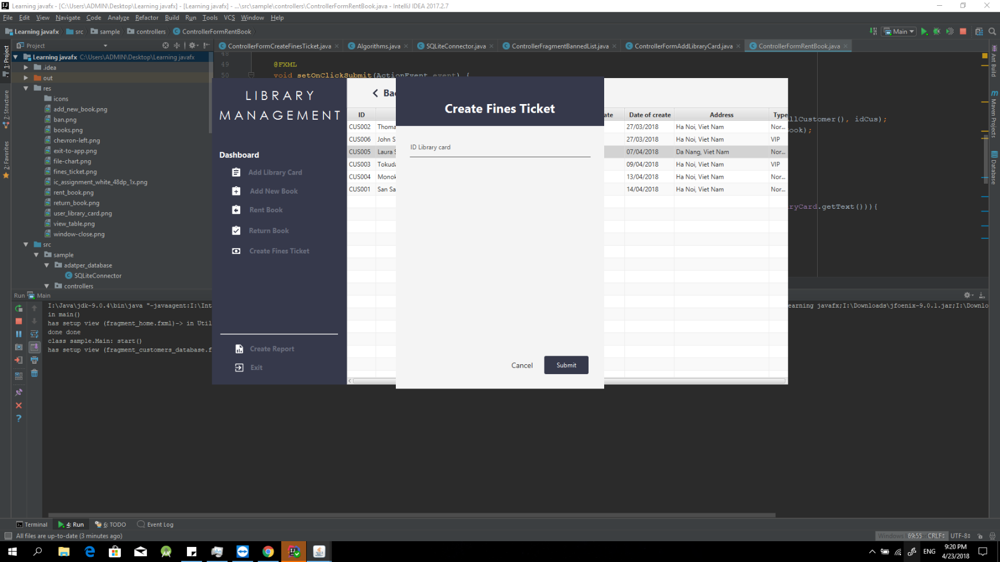 Learning javafx - [C:\Users\ADMIN\Desktop\Learning javafx] - [Learning javafx] - ...\src\sample\controllers\ControllerFormRentBook.java - IntelliJ IDEA 2017.2.7
File Edit View Navigate Code Analyze Refactor Build Run Tools VCS Window Help
Learning javafx src sample controllers ControllerFormRentBook
Main
Project
ControllerFormCreateFinesTicket.java Algorithms.java SQLiteConnector.java ControllerFragmentBannedList.java ControllerFormAddLibraryCard.java ControllerFormRentBook.java
1: Project
Z: Structure
2: Favorites
Learning javafx C:\Users\ADMIN\Desktop\Learning javafx
.idea
out
res
icons
add_new_book.png
ban.png
books.png
chevron-left.png
exit-to-app.png
file-chart.png
fines_ticket.png
ic_assignment_white_48dp_1x.png
rent_book.png
return_book.png
user_library_card.png
view_table.png
window-close.png
src
sample
adatper_database
SQLiteConnector
controllers
48
49 @FXML
50 void setOnClickSubmit(ActionEvent event) {
llCustomer(), idCus);
ook);
ryCard.getText())){
Ant Build
Maven Projects
Database
LIBRARY
MANAGEMENT
Dashboard
Add Library Card
Add New Book
Rent Book
Return Book
Create Fines Ticket
Create Report
Exit
Bac
ID ate Date of create Address Type
CUS002 Thoma 27/03/2018 Ha Noi, Viet Nam Nor...
CUS006 John S 27/03/2018 Ha Noi, Viet Nam VIP
CUS005 Laura S 07/04/2018 Da Nang, Viet Nam Nor...
CUS003 Tokuda 09/04/2018 Ha Noi, Viet Nam VIP
CUS004 Monok 13/04/2018 Ha Noi, Viet Nam Nor...
CUS001 San Sa 14/04/2018 Ha Noi, Viet Nam Nor...
Create Fines Ticket
ID Library card
Cancel Submit
Run Main
I:\Java\jdk-9.0.4\bin\java "-javaagent:I:\Int earning javafx;I:\Downloads\jfoenix-9.0.1.jar;I:\Downlo
in main()
has setup view (fragment_home.fxml)-> in Util
done done
class sample.Main: start()
has setup view (fragment_customers_database.f
Terminal 4: Run 6: TODO Event Log
All files are up-to-date (3 minutes ago)
69:55 CRLF UTF-8
ENG
9:20 PM
4/23/2018